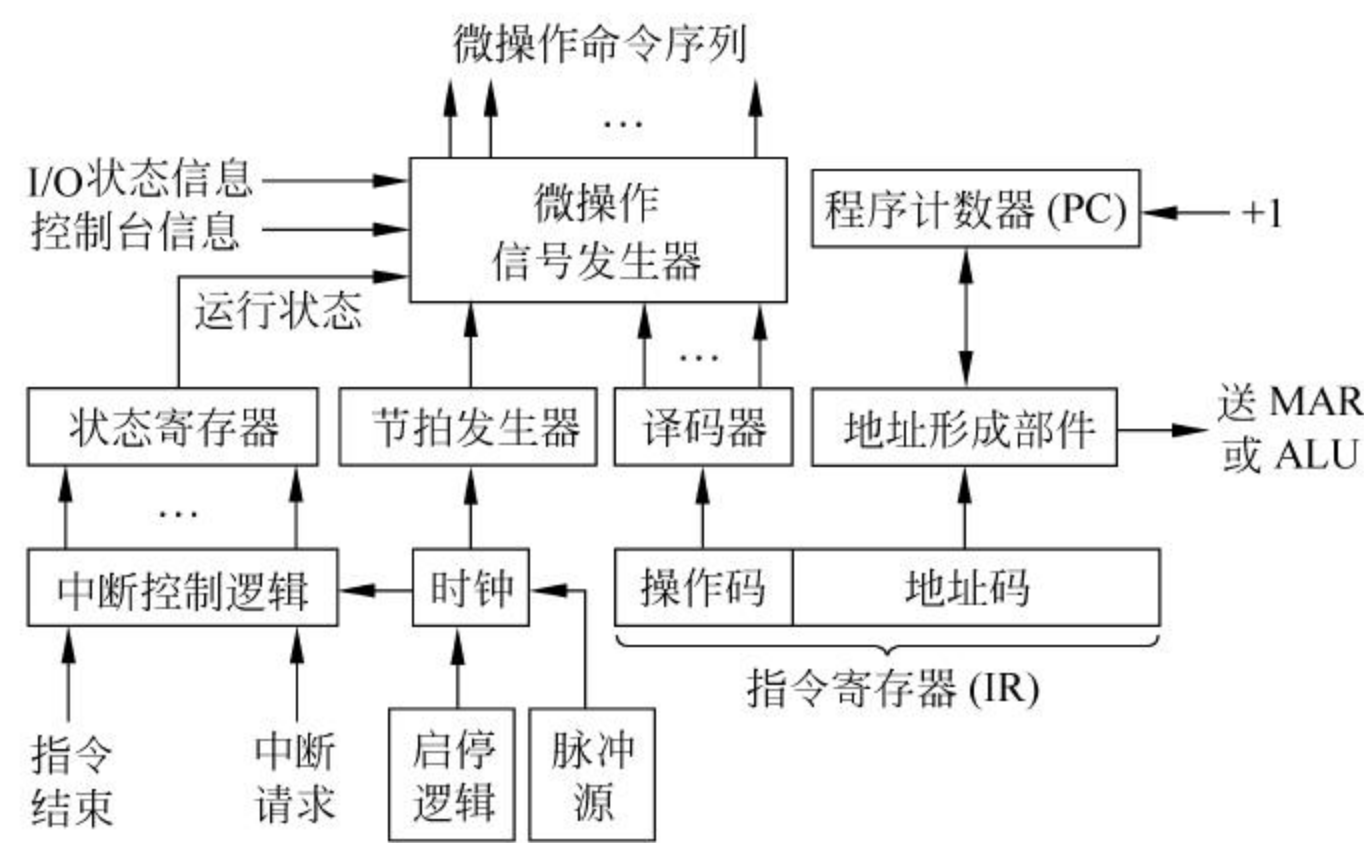 微操作命令序列
…
I/O状态信息
控制台信息
微操作
信号发生器
程序计数器 (PC)
+1
运行状态
…
状态寄存器
节拍发生器
译码器
地址形成部件
送 MAR
或 ALU
…
中断控制逻辑
时钟
操作码
地址码
指令寄存器 (IR)
指令
结束
中断
请求
启停
逻辑
脉冲
源